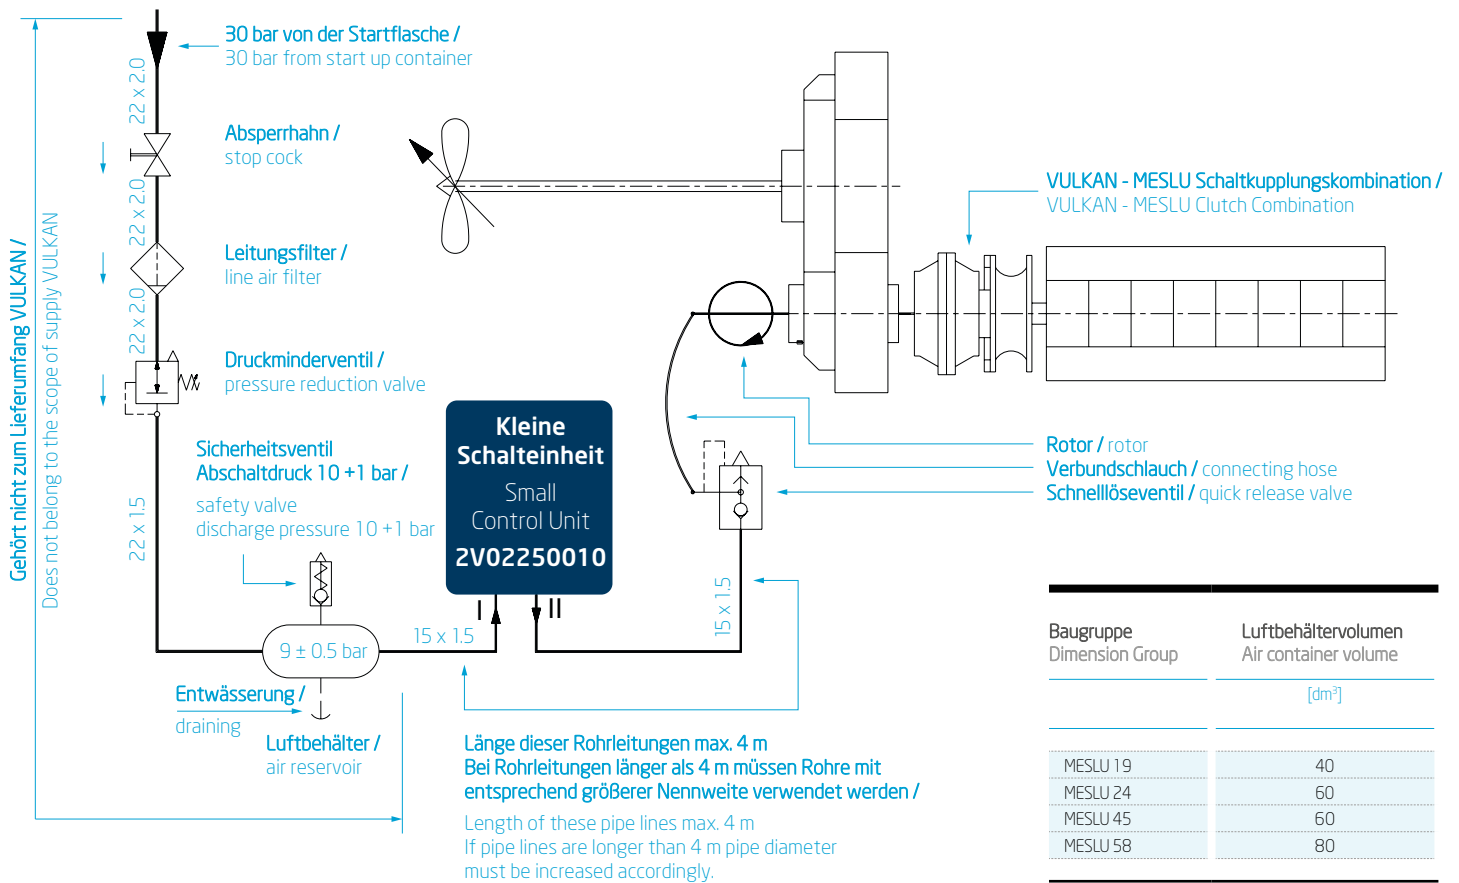 30 bar von der Startflasche /
30 bar from start up container
22 x 2.0
Absperrhahn /
stop cock
22 x 2.0
Leitungsfilter /
line air filter
22 x 2.0
Druckminderventil /
pressure reduction valve
Gehört nicht zum Lieferumfang VULKAN /
Does not belong to the scope of supply VULKAN
22 x 1.5
Sicherheitsventil
Abschaltdruck 10 +1 bar /
safety valve
discharge pressure 10 +1 bar
9 ± 0.5 bar
Entwässerung /
draining
Luftbehälter /
air reservoir
15 x 1.5
Kleine
Schalteinheit
Small
Control Unit
2V02250010
I
II
15 x 1.5
Länge dieser Rohrleitungen max. 4 m
Bei Rohrleitungen länger als 4 m müssen Rohre mit
entsprechend größerer Nennweite verwendet werden /
Length of these pipe lines max. 4 m
If pipe lines are longer than 4 m pipe diameter
must be increased accordingly.
VULKAN - MESLU Schaltkupplungskombination /
VULKAN - MESLU Clutch Combination
Rotor / rotor
Verbundschlauch / connecting hose
Schnelllöseventil / quick release valve
Baugruppe Luftbehältervolumen
Dimension Group Air container volume
[dm³]
MESLU 19 40
MESLU 24 60
MESLU 45 60
MESLU 58 80